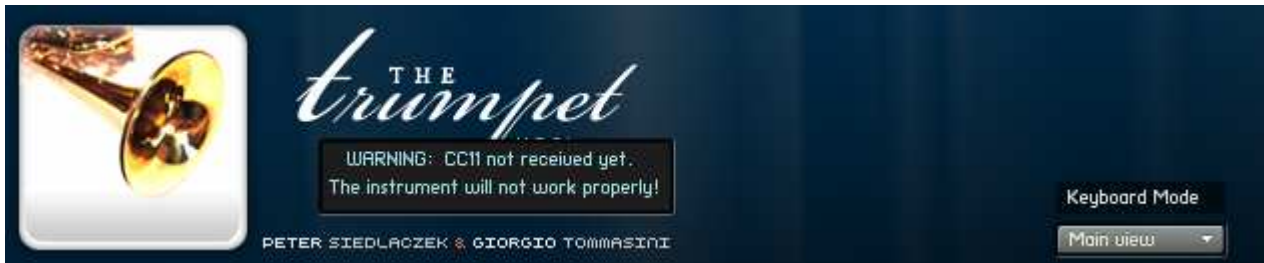 THE
trumpet
WARNING: CC11 not received yet.
The instrument will not work properly!
PETER SIEDLACZEK & GIORGIO TOMMASINI
Keyboard Mode
Main view